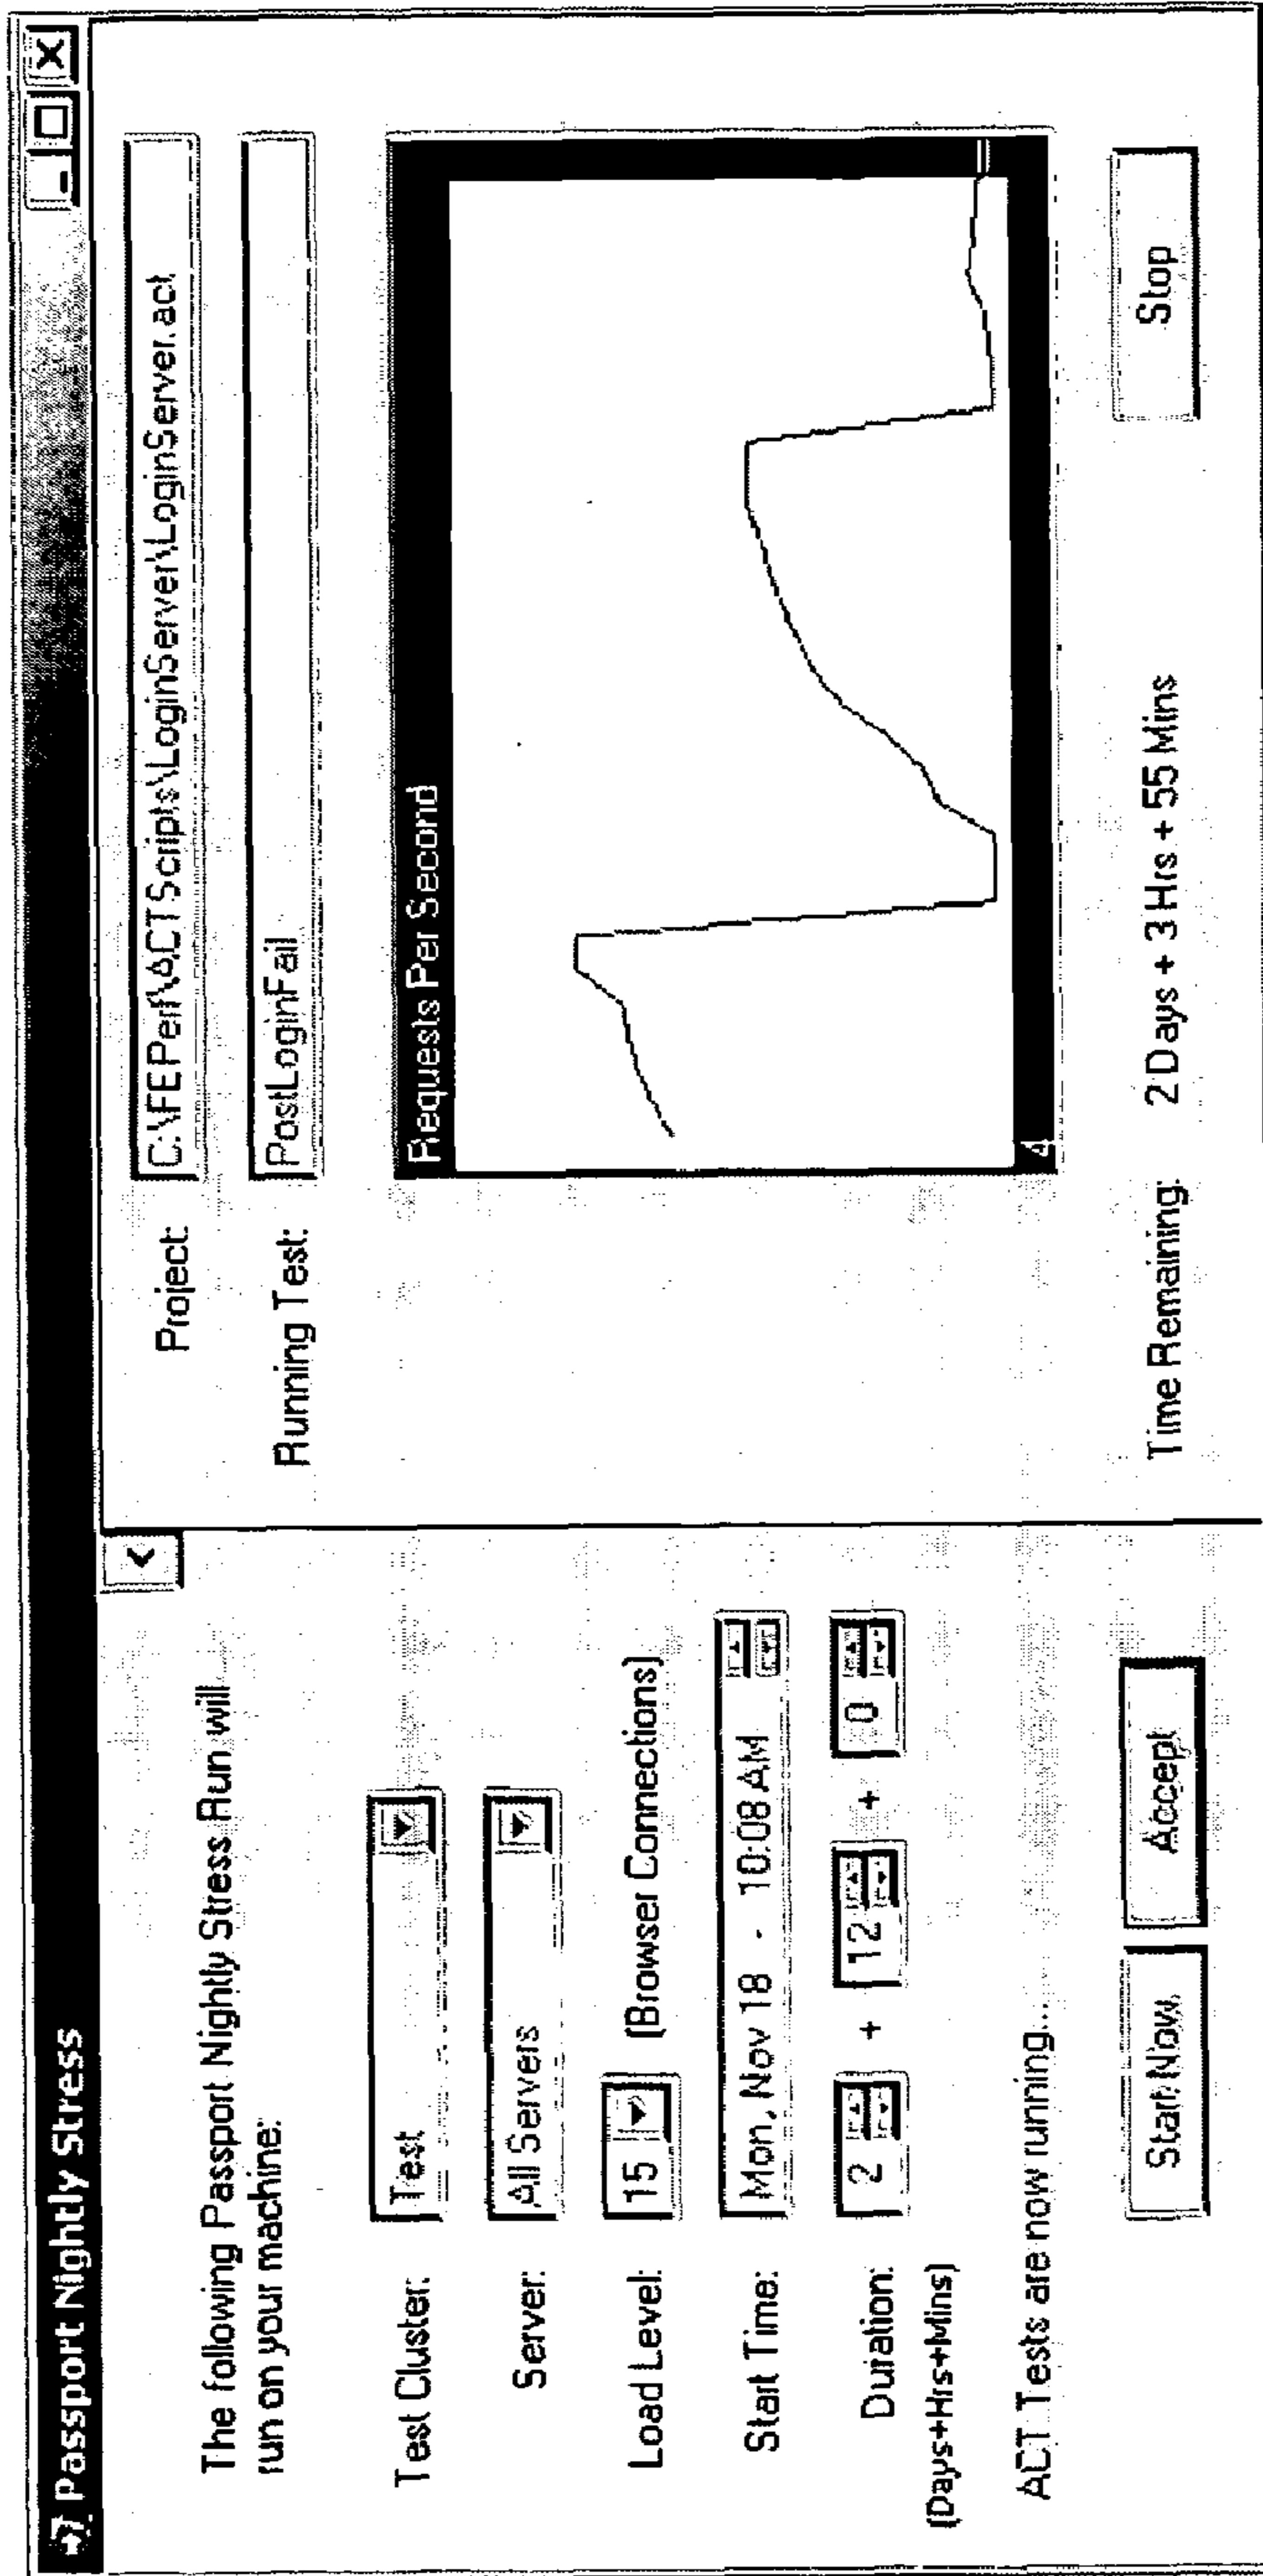 Passport Nightly Stress
The following Passport Nightly Stress Run will
run on your machine:
Test Cluster: Test
Server: All Servers
Load Level: 15 (Browser Connections)
Start Time: Mon, Nov 18 - 10:08 AM
Duration: 2 + 12 + 0
(Days+Hrs+Mins)
ACT Tests are now running...
Start Now
Accept
<
Project: C:\FEPerf\ACTScripts\LoginServer\LoginServer.act
Running Test: PostLoginFail
Requests Per Second
4
Time Remaining: 2 Days + 3 Hrs + 55 Mins
Stop